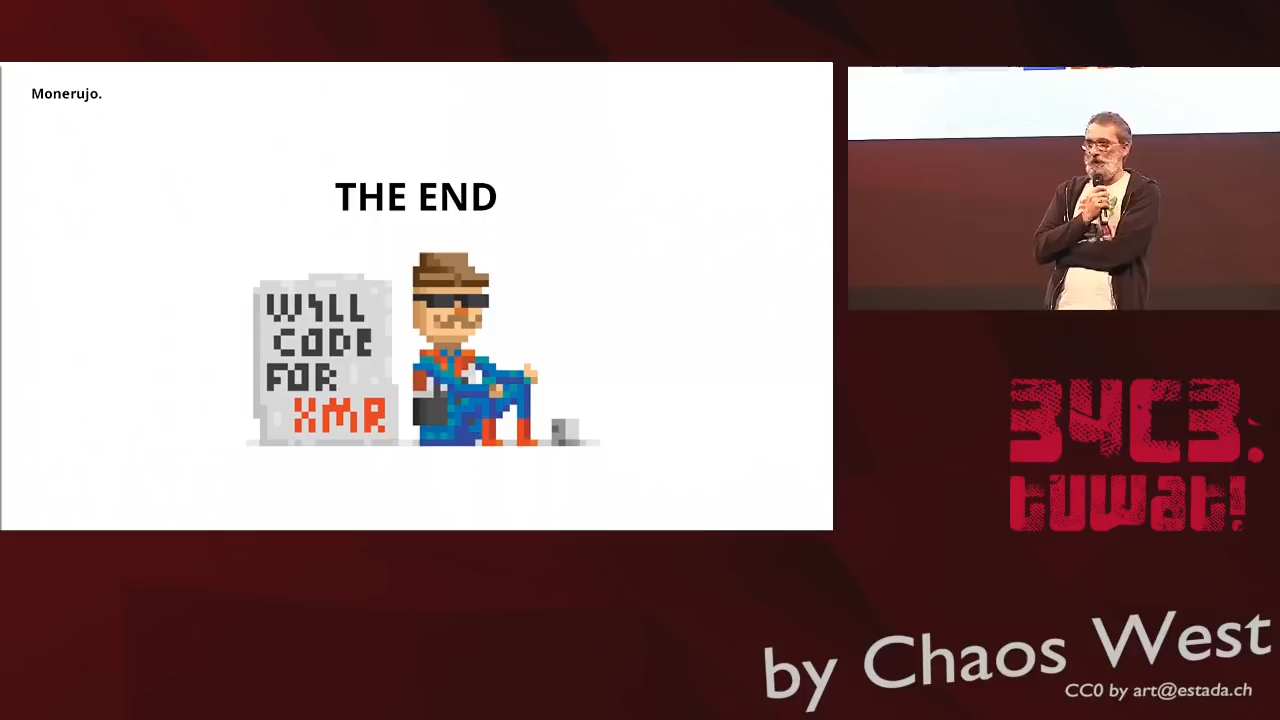 Monerujo.
THE END
WILL
CODE
FOR
XMR
34C3:
tuwat!
by Chaos West
CC0 by art@estada.ch